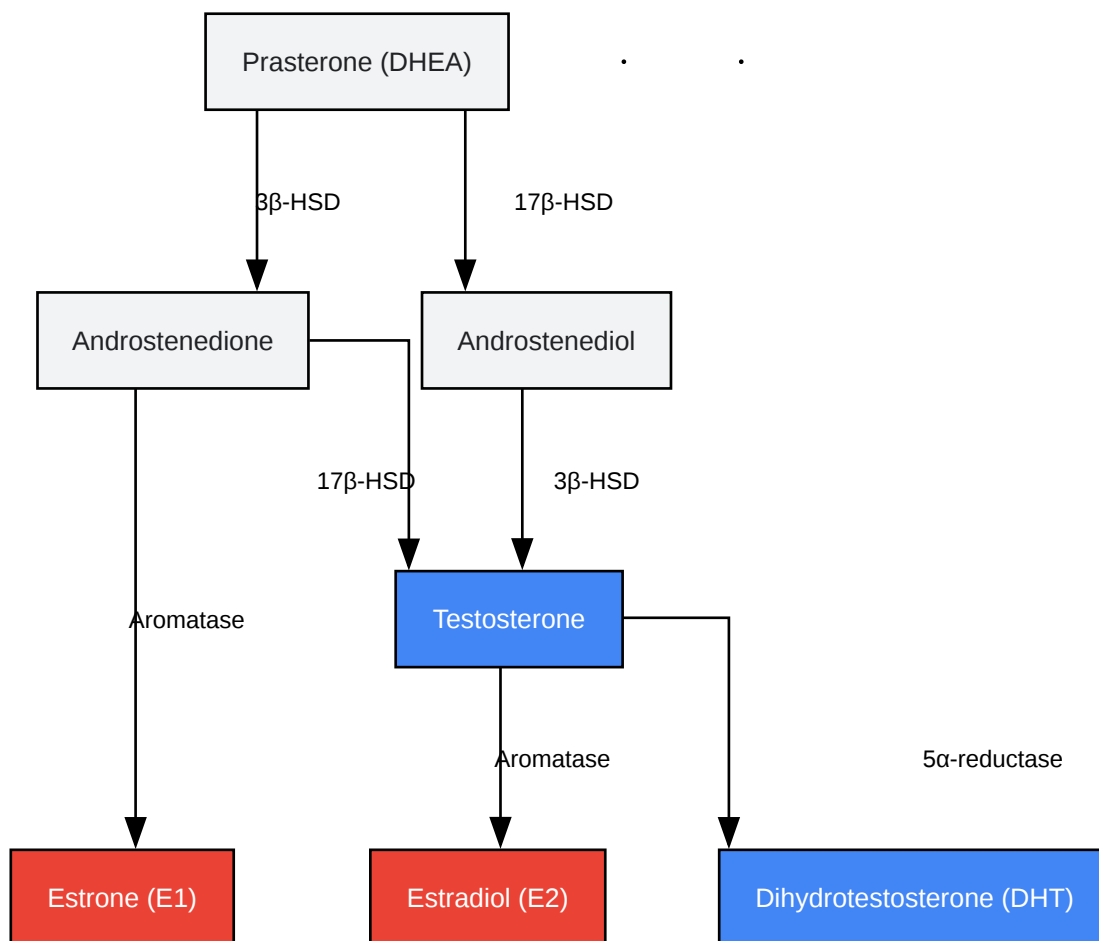 Prasterone (DHEA)
3β-HSD
17β-HSD
Androstenedione
Androstenediol
17β-HSD
3β-HSD
Aromatase
Testosterone
Aromatase
5α-reductase
Estrone (E1)
Estradiol (E2)
Dihydrotestosterone (DHT)